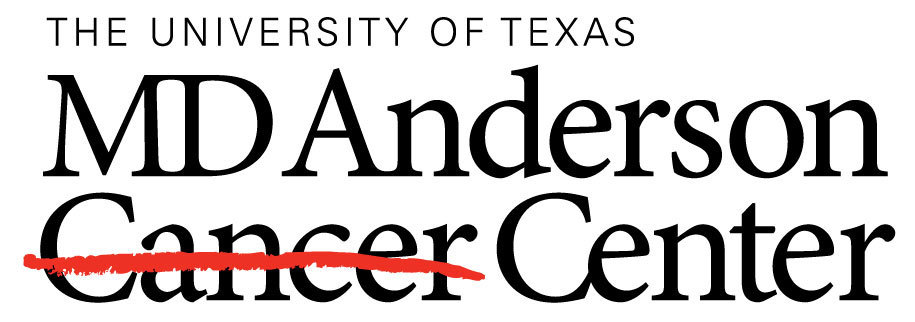 THE UNIVERSITY OF TEXAS
MD Anderson
Cancer Center